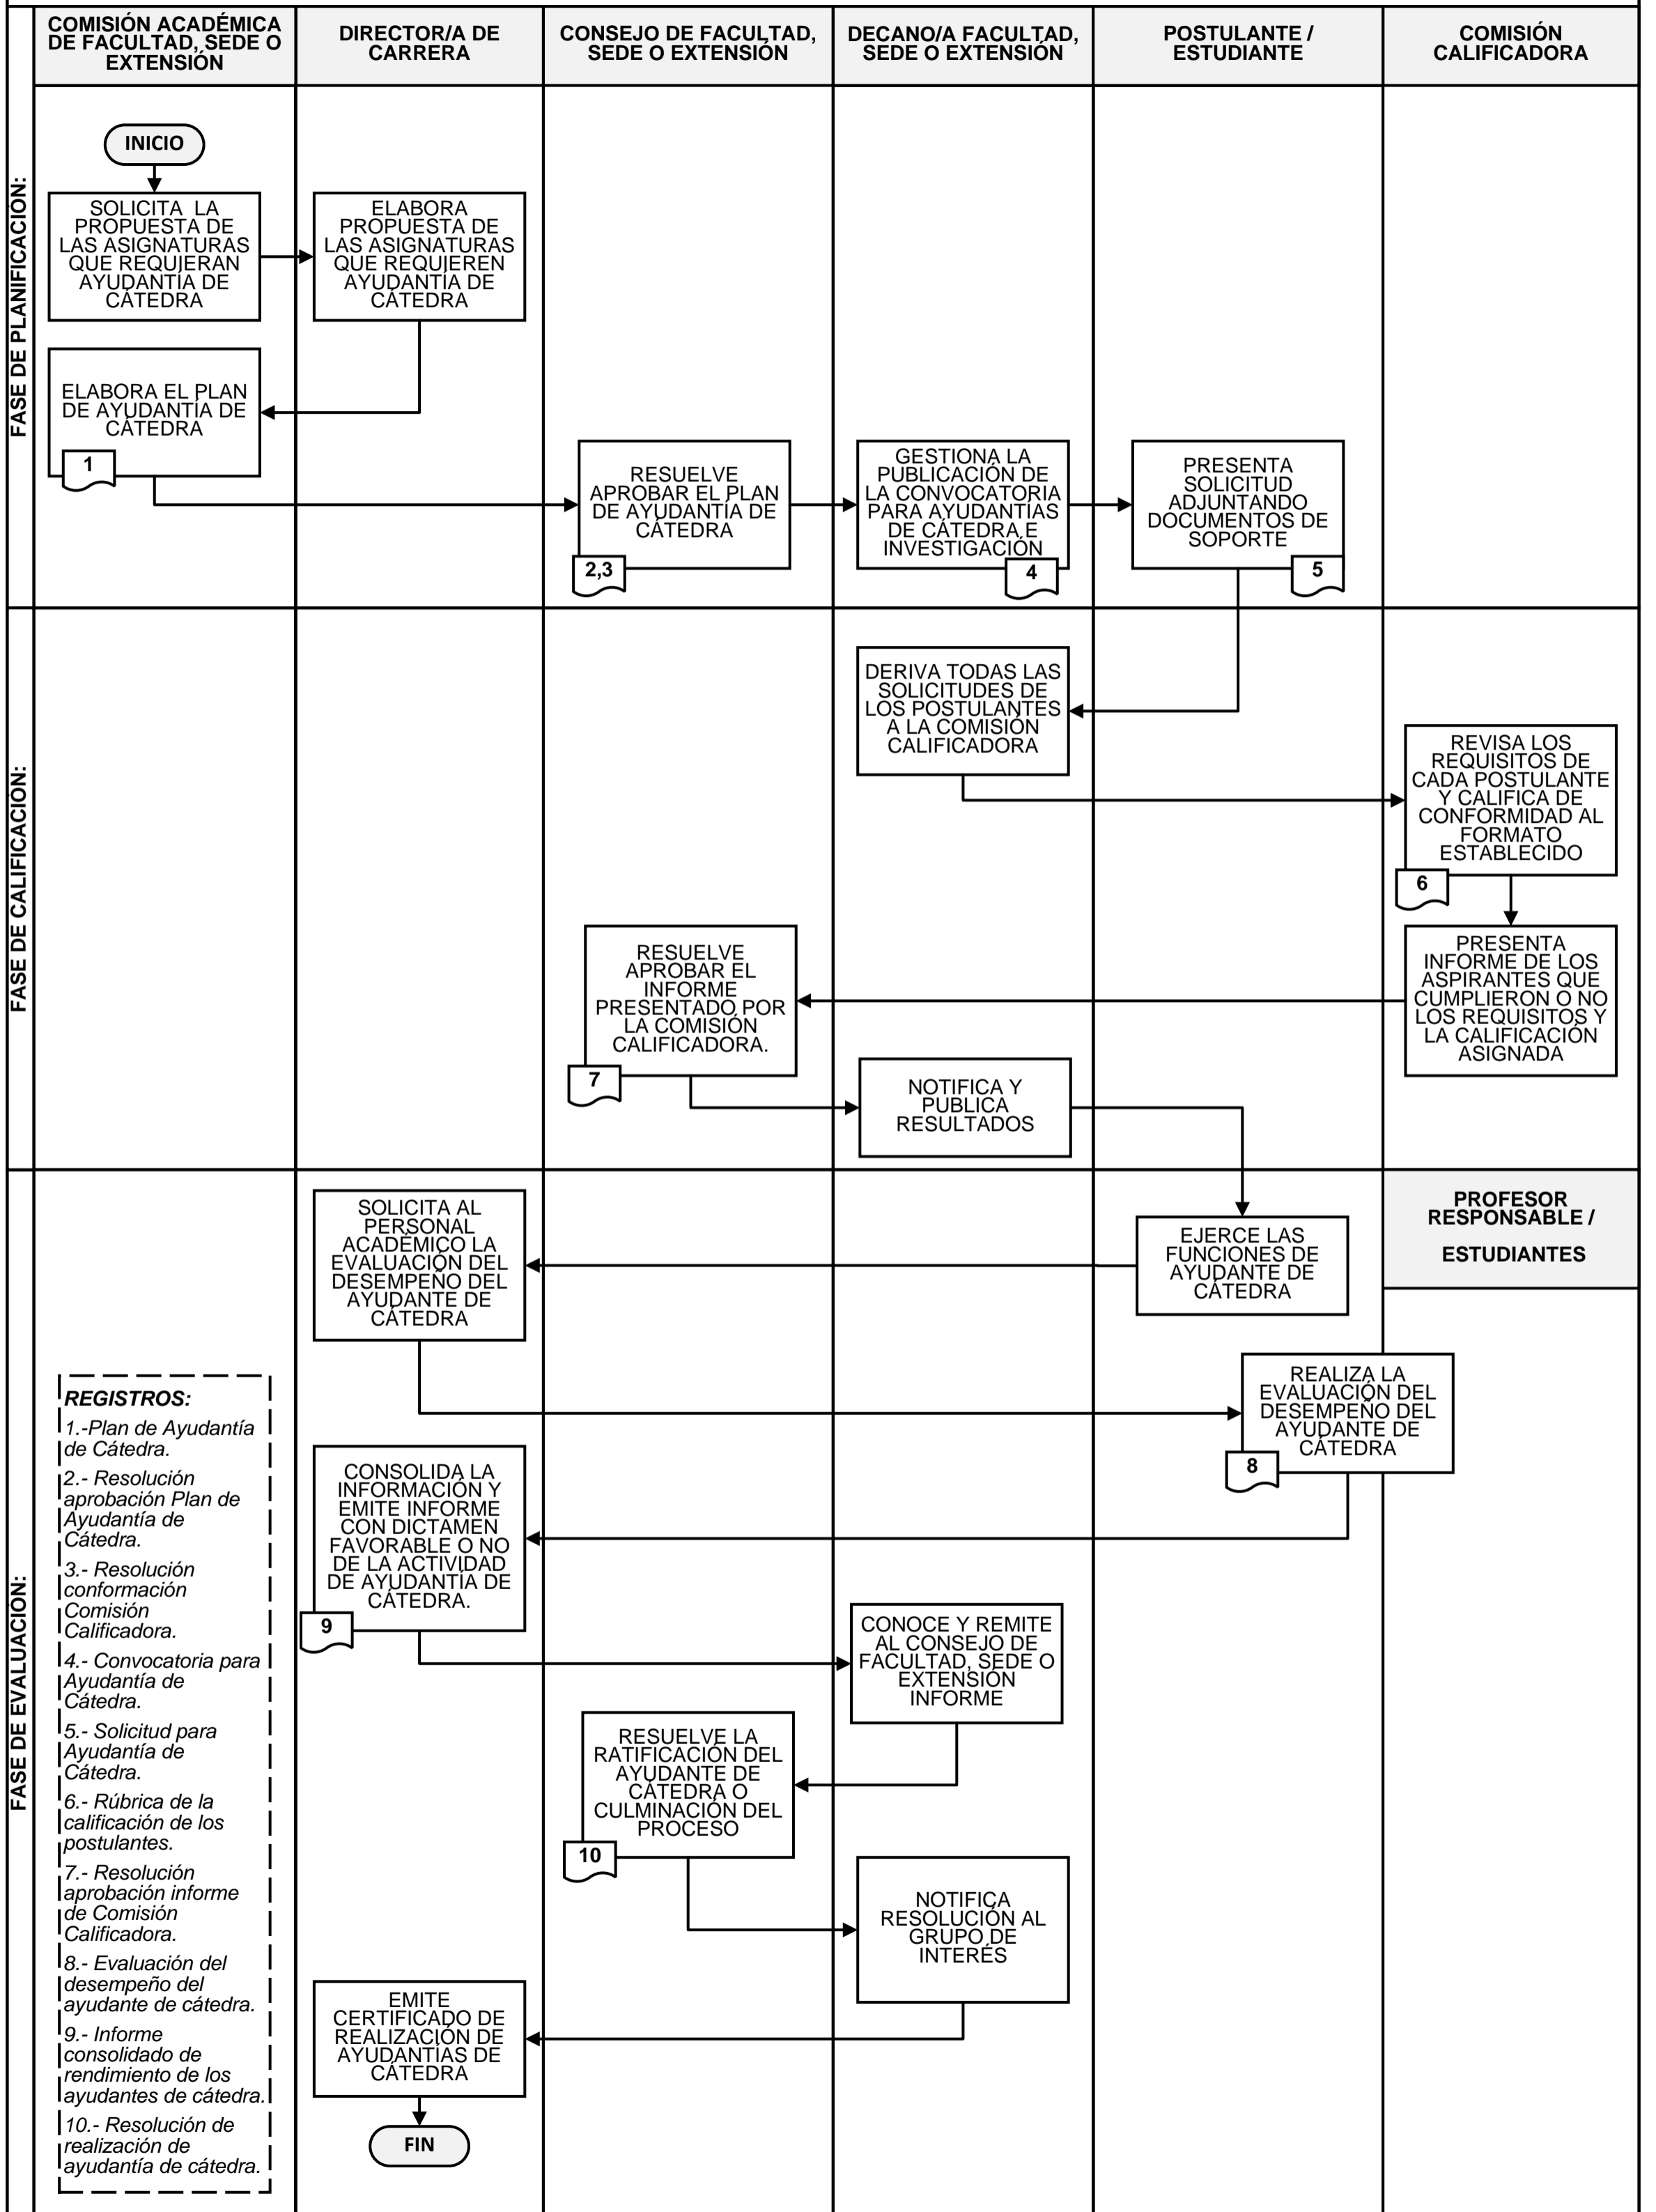 COMISIÓN ACADÉMICA
DE FACULTAD, SEDE O
EXTENSIÓN
DIRECTOR/A DE
CARRERA
CONSEJO DE FACULTAD,
SEDE O EXTENSIÓN
DECANO/A FACULTAD,
SEDE O EXTENSIÓN
POSTULANTE /
ESTUDIANTE
COMISIÓN
CALIFICADORA
FASE DE PLANIFICACIÓN:
INICIO
SOLICITA LA
PROPUESTA DE
LAS ASIGNATURAS
QUE REQUIERAN
AYUDANTÍA DE
CÁTEDRA
ELABORA
PROPUESTA DE
LAS ASIGNATURAS
QUE REQUIEREN
AYUDANTÍA DE
CÁTEDRA
ELABORA EL PLAN
DE AYUDANTÍA DE
CÁTEDRA
1
RESUELVE
APROBAR EL PLAN
DE AYUDANTÍA DE
CÁTEDRA
2,3
GESTIONA LA
PUBLICACIÓN DE
LA CONVOCATORIA
PARA AYUDANTÍAS
DE CÁTEDRA E
INVESTIGACIÓN
4
PRESENTA
SOLICITUD
ADJUNTANDO
DOCUMENTOS DE
SOPORTE
5
FASE DE CALIFICACIÓN:
DERIVA TODAS LAS
SOLICITUDES DE
LOS POSTULANTES
A LA COMISIÓN
CALIFICADORA
REVISA LOS
REQUISITOS DE
CADA POSTULANTE
Y CALIFICA DE
CONFORMIDAD AL
FORMATO
ESTABLECIDO
6
PRESENTA
INFORME DE LOS
ASPIRANTES QUE
CUMPLIERON O NO
LOS REQUISITOS Y
LA CALIFICACIÓN
ASIGNADA
RESUELVE
APROBAR EL
INFORME
PRESENTADO POR
LA COMISIÓN
CALIFICADORA.
7
NOTIFICA Y
PUBLICA
RESULTADOS
FASE DE EVALUACIÓN:
PROFESOR
RESPONSABLE /
ESTUDIANTES
EJERCE LAS
FUNCIONES DE
AYUDANTE DE
CÁTEDRA
SOLICITA AL
PERSONAL
ACADÉMICO LA
EVALUACIÓN DEL
DESEMPEÑO DEL
AYUDANTE DE
CÁTEDRA
REALIZA LA
EVALUACIÓN DEL
DESEMPEÑO DEL
AYUDANTE DE
CÁTEDRA
8
CONSOLIDA LA
INFORMACIÓN Y
EMITE INFORME
CON DICTAMEN
FAVORABLE O NO
DE LA ACTIVIDAD
DE AYUDANTÍA DE
CÁTEDRA.
9
CONOCE Y REMITE
AL CONSEJO DE
FACULTAD, SEDE O
EXTENSIÓN
INFORME
RESUELVE LA
RATIFICACIÓN DEL
AYUDANTE DE
CÁTEDRA O
CULMINACIÓN DEL
PROCESO
10
NOTIFICA
RESOLUCIÓN AL
GRUPO DE
INTERÉS
EMITE
CERTIFICADO DE
REALIZACIÓN DE
AYUDANTÍAS DE
CÁTEDRA
FIN
REGISTROS:
1.-Plan de Ayudantía
de Cátedra.
2.- Resolución
aprobación Plan de
Ayudantía de
Cátedra.
3.- Resolución
conformación
Comisión
Calificadora.
4.- Convocatoria para
Ayudantía de
Cátedra.
5.- Solicitud para
Ayudantía de
Cátedra.
6.- Rúbrica de la
calificación de los
postulantes.
7.- Resolución
aprobación informe
de Comisión
Calificadora.
8.- Evaluación del
desempeño del
ayudante de cátedra.
9.- Informe
consolidado de
rendimiento de los
ayudantes de cátedra.
10.- Resolución de
realización de
ayudantía de cátedra.